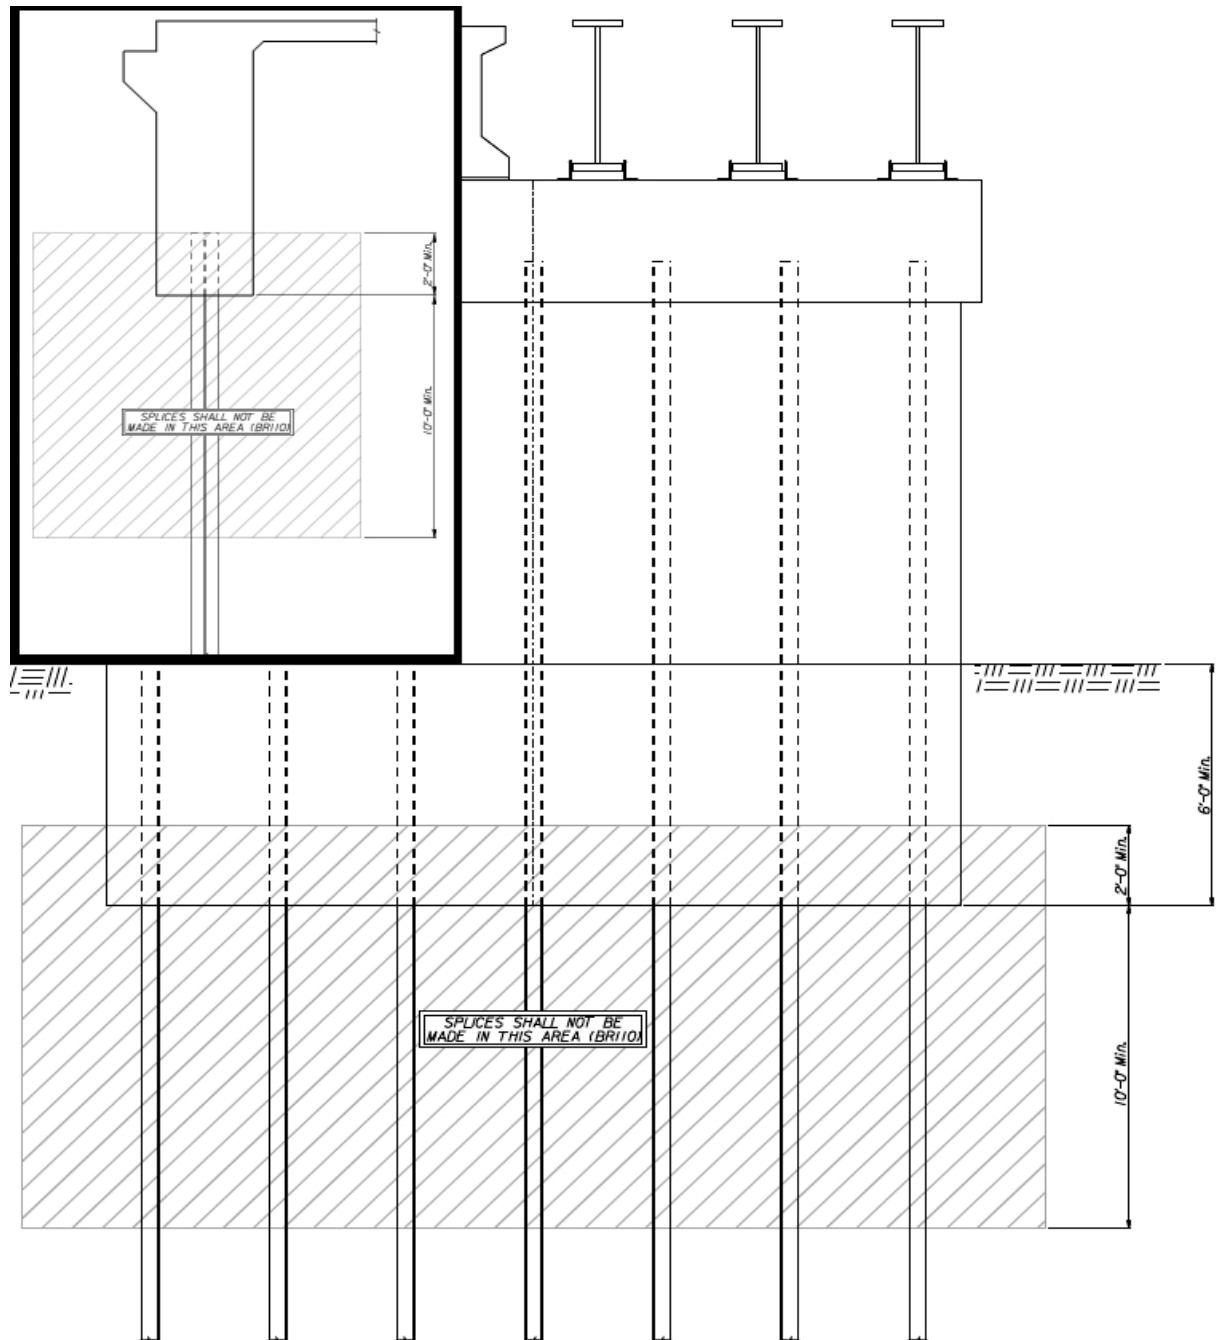 2'-0" Min.
10'-0" Min.
SPLICES SHALL NOT BE
MADE IN THIS AREA (BR110)
6'-0" Min.
2'-0" Min.
SPLICES SHALL NOT BE
MADE IN THIS AREA (BR110)
10'-0" Min.